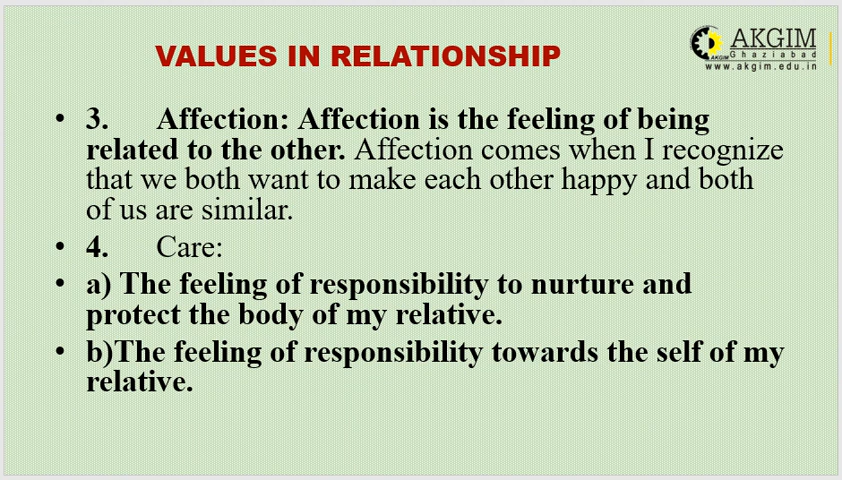 VALUES IN RELATIONSHIP
AKGIM
Ghaziabad
AKGIM
www.akgim.edu.in
• 3. Affection: Affection is the feeling of being
related to the other. Affection comes when I recognize
that we both want to make each other happy and both
of us are similar.
• 4. Care:
• a) The feeling of responsibility to nurture and
protect the body of my relative.
• b)The feeling of responsibility towards the self of my
relative.